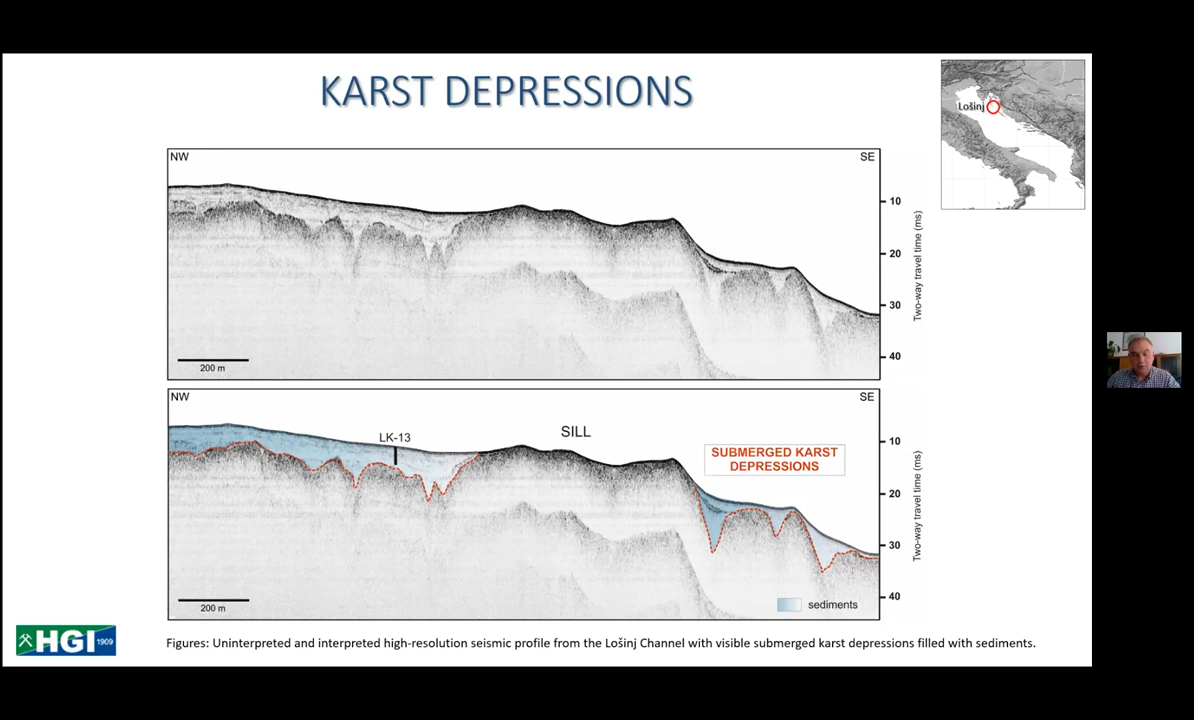 KARST DEPRESSIONS
Lošinj
NW
SE
10
20
30
40
Two-way travel time (ms)
200 m
NW
SE
LK-13
SILL
SUBMERGED KARST
DEPRESSIONS
10
20
30
40
Two-way travel time (ms)
200 m
sediments
HGI 1909
Figures: Uninterpreted and interpreted high-resolution seismic profile from the Lošinj Channel with visible submerged karst depressions filled with sediments.